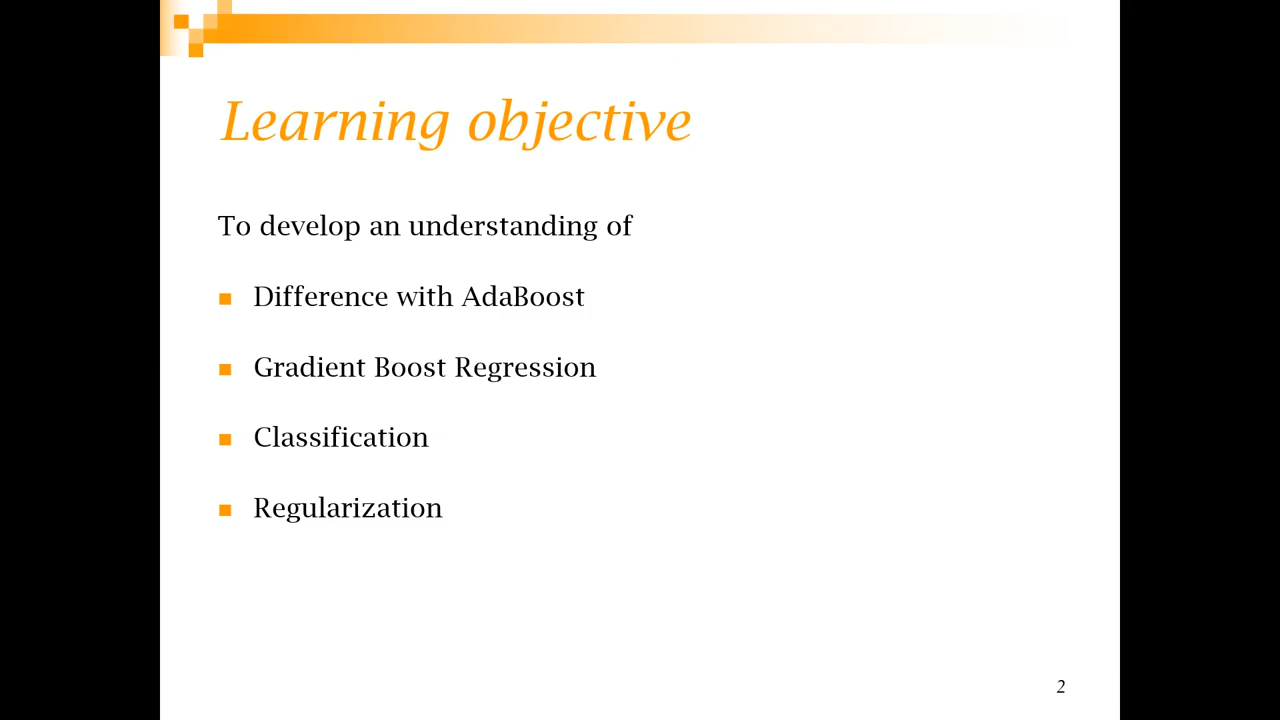 Learning objective
To develop an understanding of
Difference with AdaBoost
Gradient Boost Regression
Classification
Regularization
2